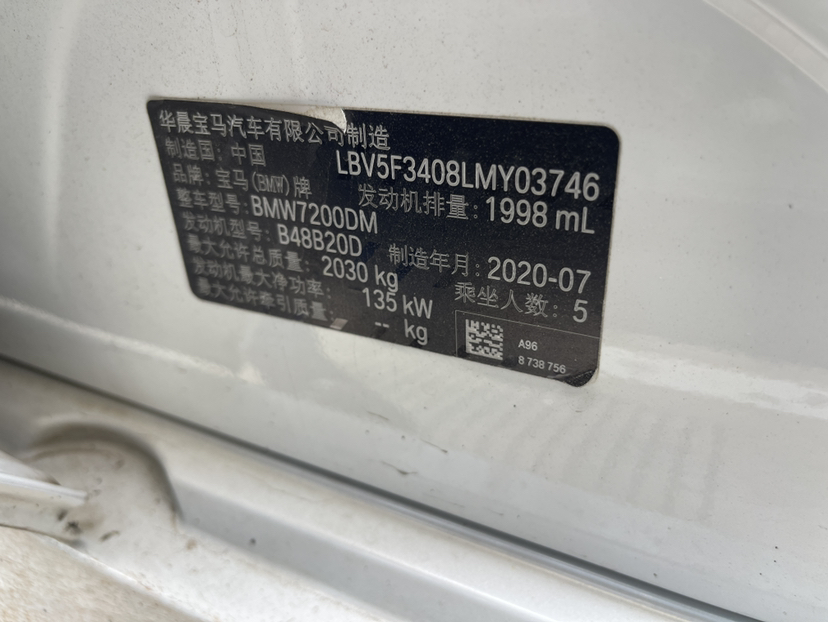 华晨宝马汽车有限公司制造
制造国: 中国 LBV5F3408LMY03746
品牌: 宝马(BMW)牌 发动机排量: 1998 mL
整车型号: BMW7200DM
发动机型号: B48B20D 制造年月: 2020-07
最大允许总质量: 2030 kg 乘坐人数: 5
发动机最大净功率: 135 kW
最大允许牵引质量: -- kg
A96
8 738 756